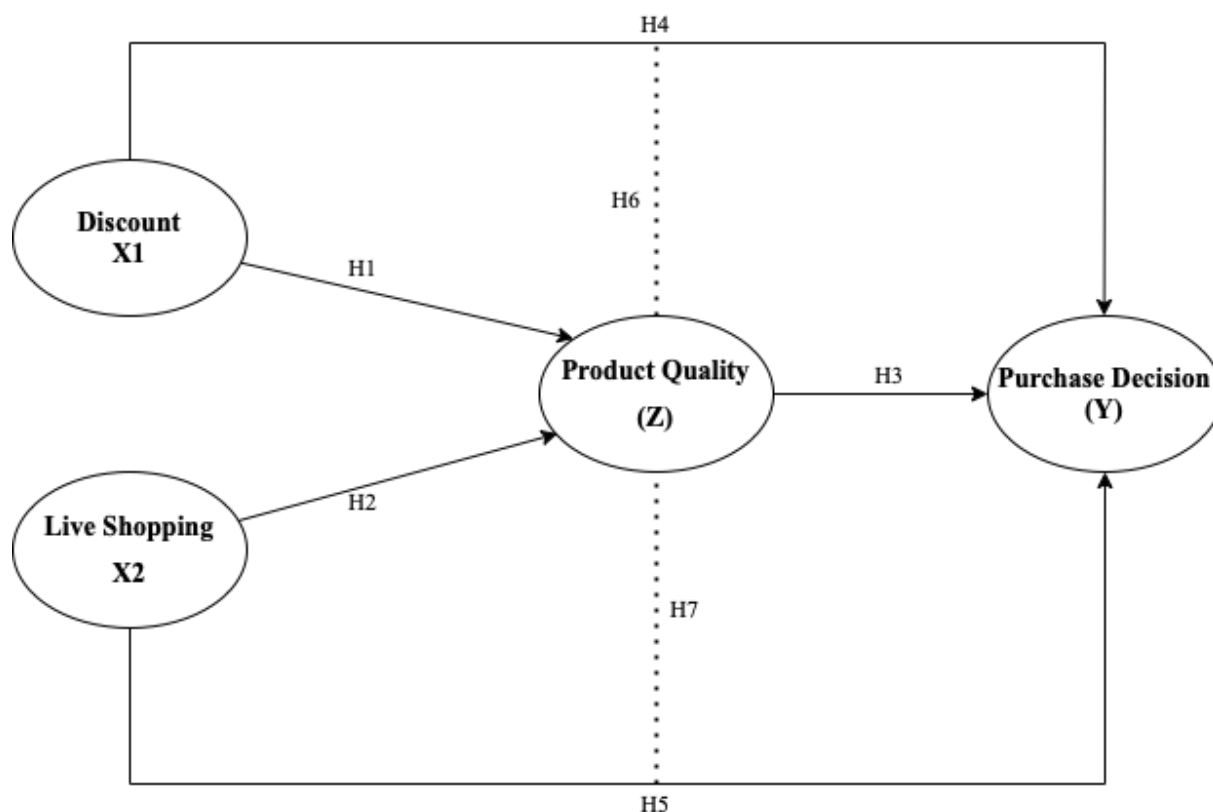 H4
H6
Discount
X1
H1
Product Quality
(Z)
H3
Purchase Decision
(Y)
H2
Live Shopping
X2
H7
H5